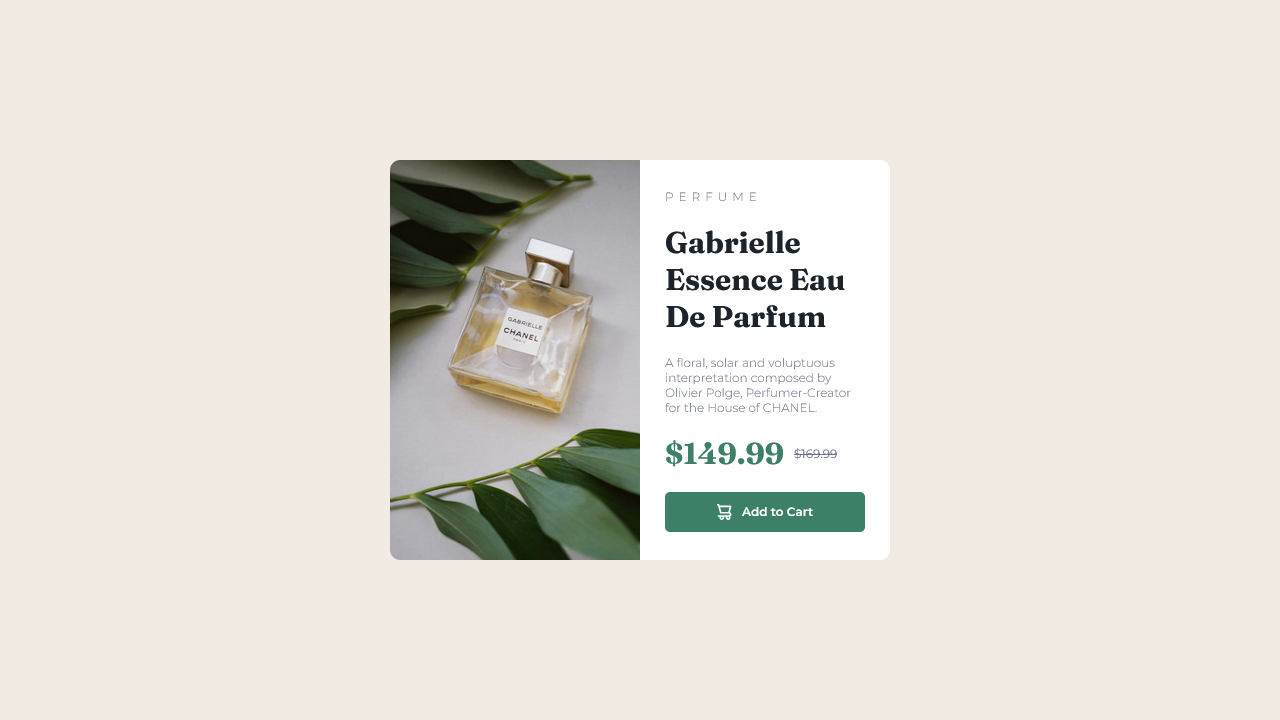 GABRIELLE
CHANEL
PARIS
PERFUME
Gabrielle
Essence Eau
De Parfum
A floral, solar and voluptuous
interpretation composed by
Olivier Polge, Perfumer-Creator
for the House of CHANEL.
$149.99 $169.99
Add to Cart